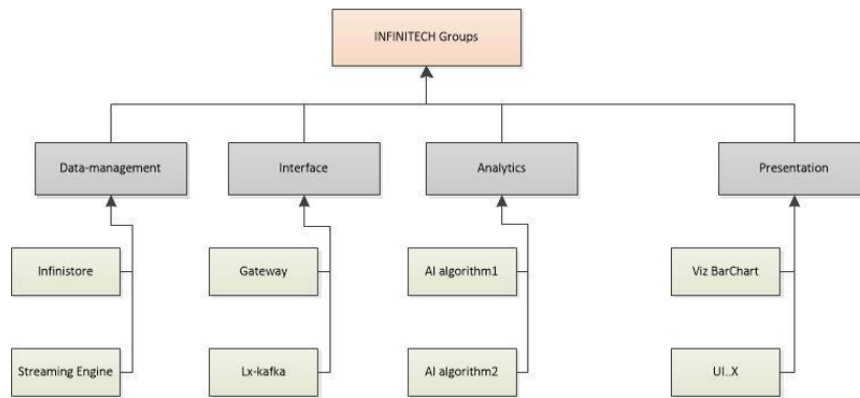 INFINITECH Groups
Data-management
Interface
Analytics
Presentation
Infinistore
Gateway
AI algorithm1
Viz BarChart
Streaming Engine
Lx-kafka
AI algorithm2
UI..X